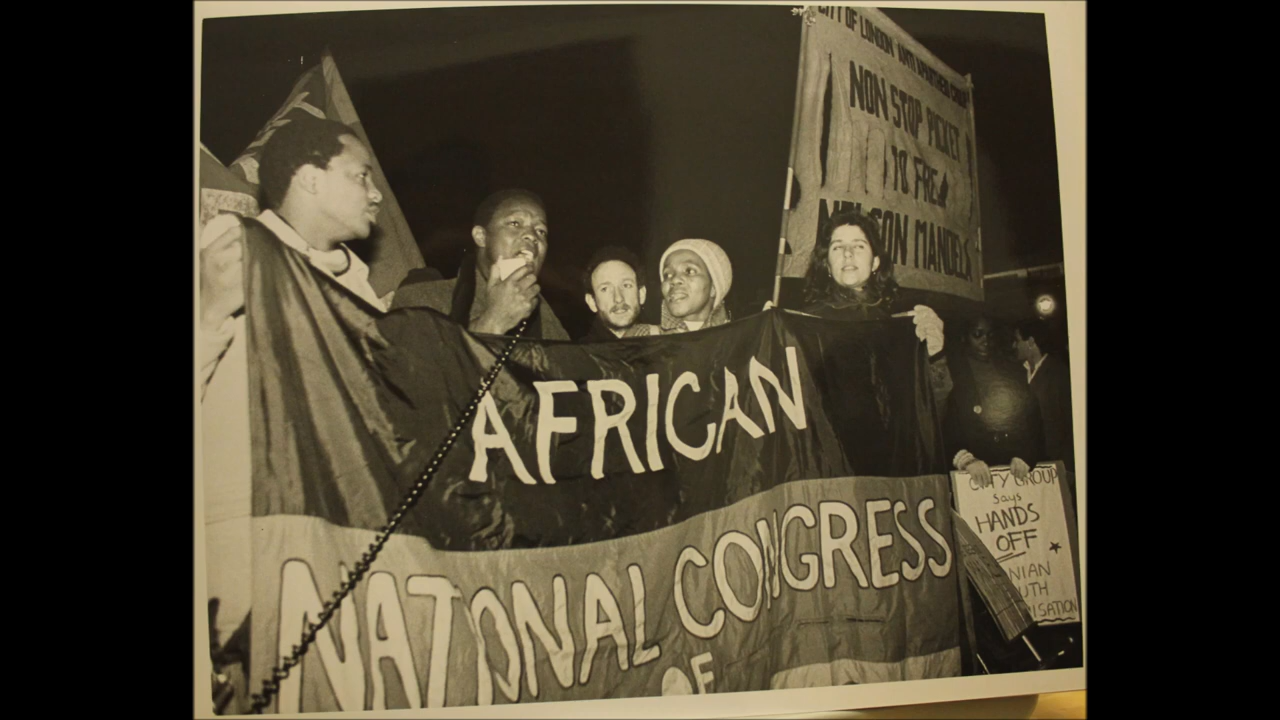 CITY OF LONDON ANTI APARTHEID GROUP
NON STOP PICKET
TO FREE
NELSON MANDELA
AFRICAN
NATIONAL CONGRESS
OF
CITY GROUP
says
HANDS
OFF
NIAN
UTH
ISATION